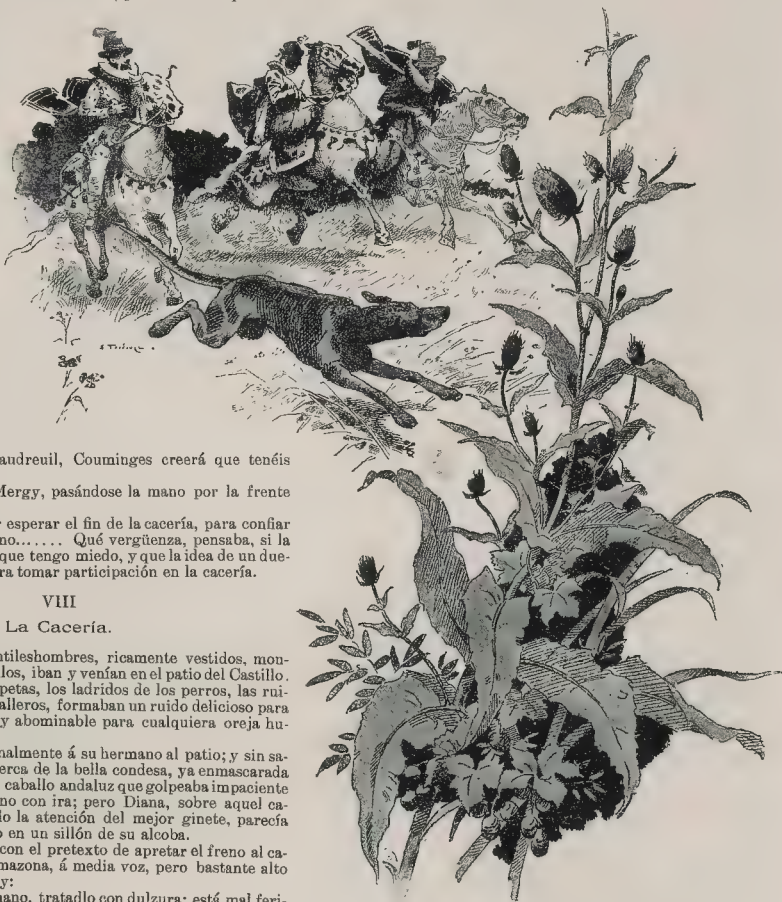 audreuil, Couminges creerá que tenéis
Mergy, pasándose la mano por la frente
esperar el fin de la cacería, para confiar
no....... Qué vergüenza, pensaba, si la
que tengo miedo, y que la idea de un due-
ra tomar participación en la cacería.
VIII
La Cacería.
ntileshombres, ricamente vestidos, mon-
los, iban y venían en el patio del Castillo.
petas, los ladridos de los perros, las rui-
alleros, formaban un ruido delicioso para
y abominable para cualquiera oreja hu-
nalmente á su hermano al patio; y sin sa-
erca de la bella condesa, ya enmascarada
caballo andaluz que golpeaba impaciente
no con ira; pero Diana, sobre aquel ca-
do la atención del mejor ginete, parecía
o en un sillón de su alcoba.
con el pretexto de apretar el freno al ca-
mazona, á media voz, pero bastante alto
y:
mano, tratadlo con dulzura; está mal feri-